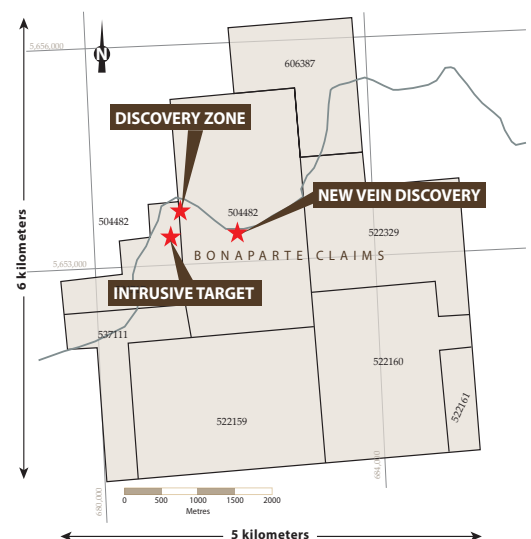 5,656,000
N
606387
DISCOVERY ZONE
NEW VEIN DISCOVERY
504482
504482
522329
BONAPARTE CLAIMS
5,653,000
INTRUSIVE TARGET
6 kilometers
537111
522160
522159
522161
684,000
680,000
0 500 1000 1500 2000
Metres
5 kilometers